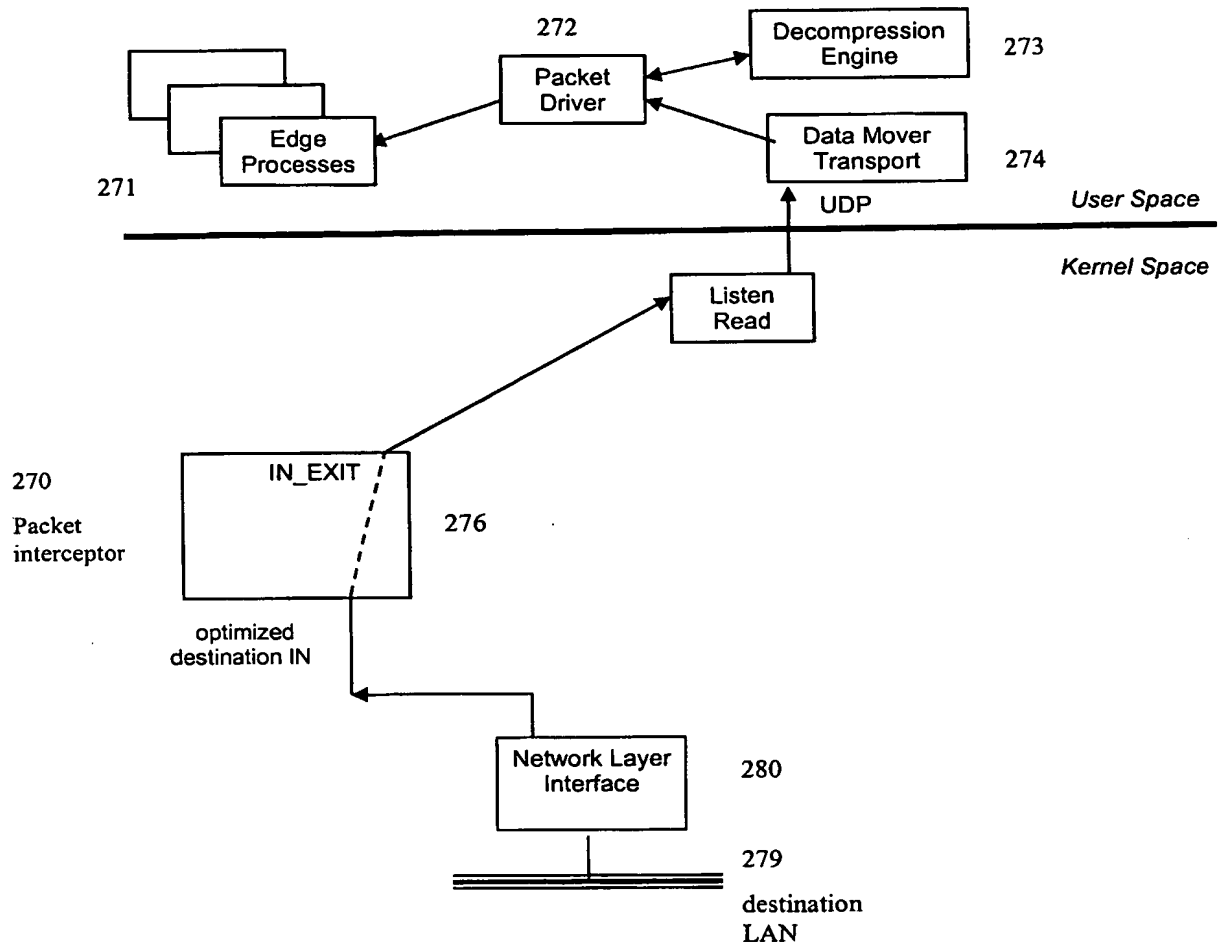 272
Decompression
Engine
273
Packet
Driver
Edge
Processes
271
Data Mover
Transport
274
UDP
User Space
Kernel Space
Listen
Read
270
Packet
interceptor
IN_EXIT
276
optimized
destination IN
Network Layer
Interface
280
279
destination
LAN